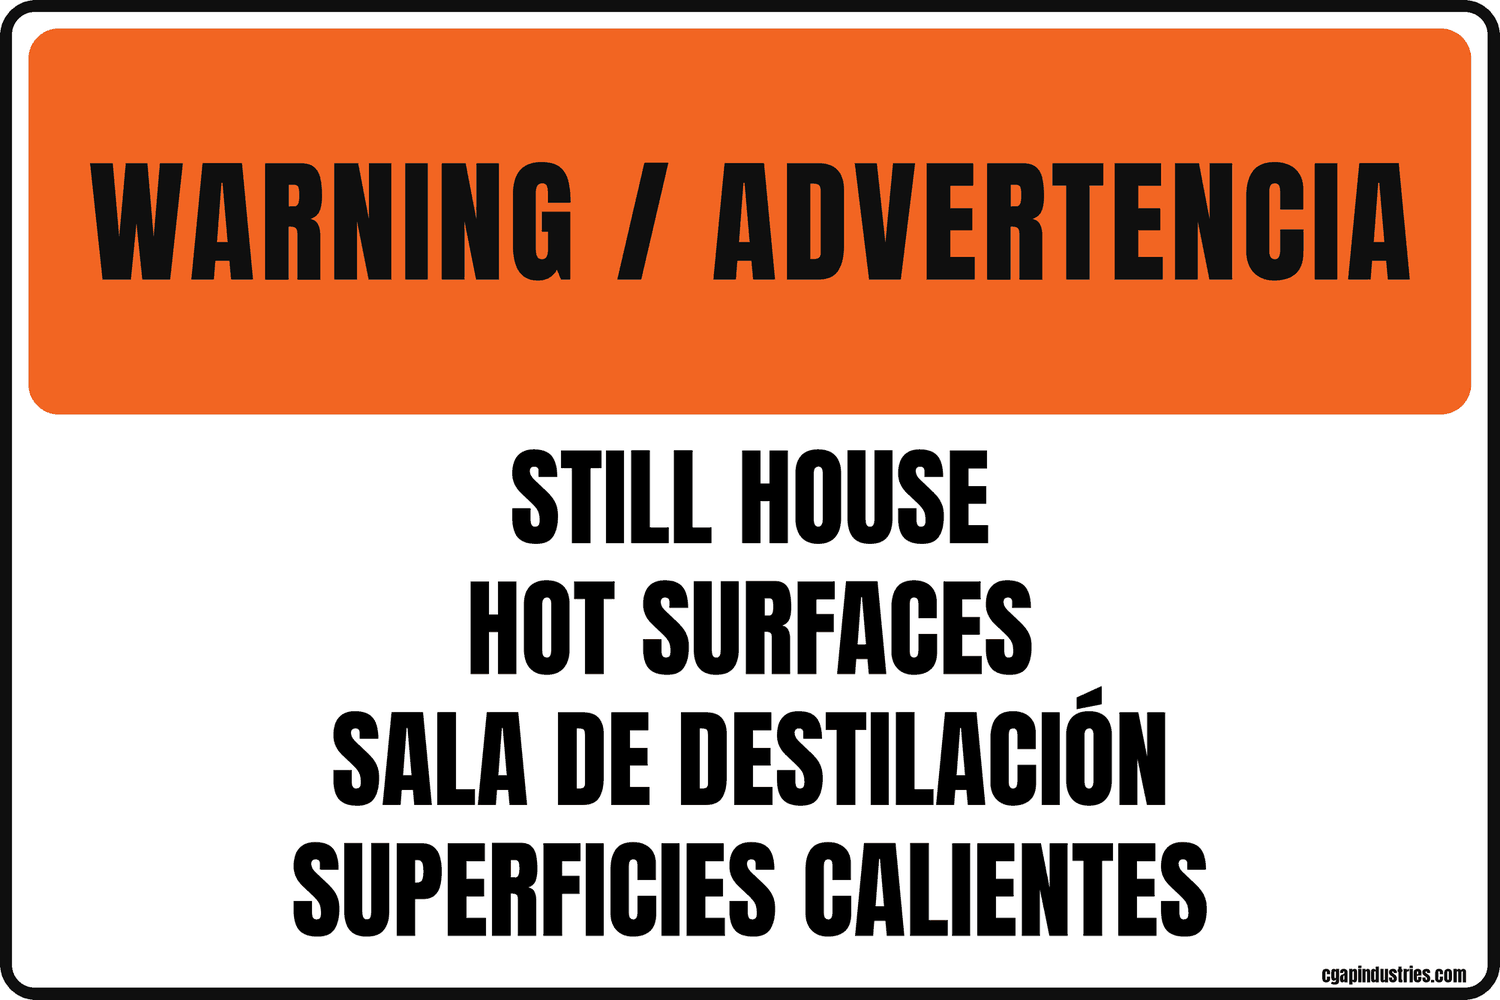 WARNING / ADVERTENCIA
STILL HOUSE
HOT SURFACES
SALA DE DESTILACIÓN
SUPERFICIES CALIENTES
cgapindustries.com